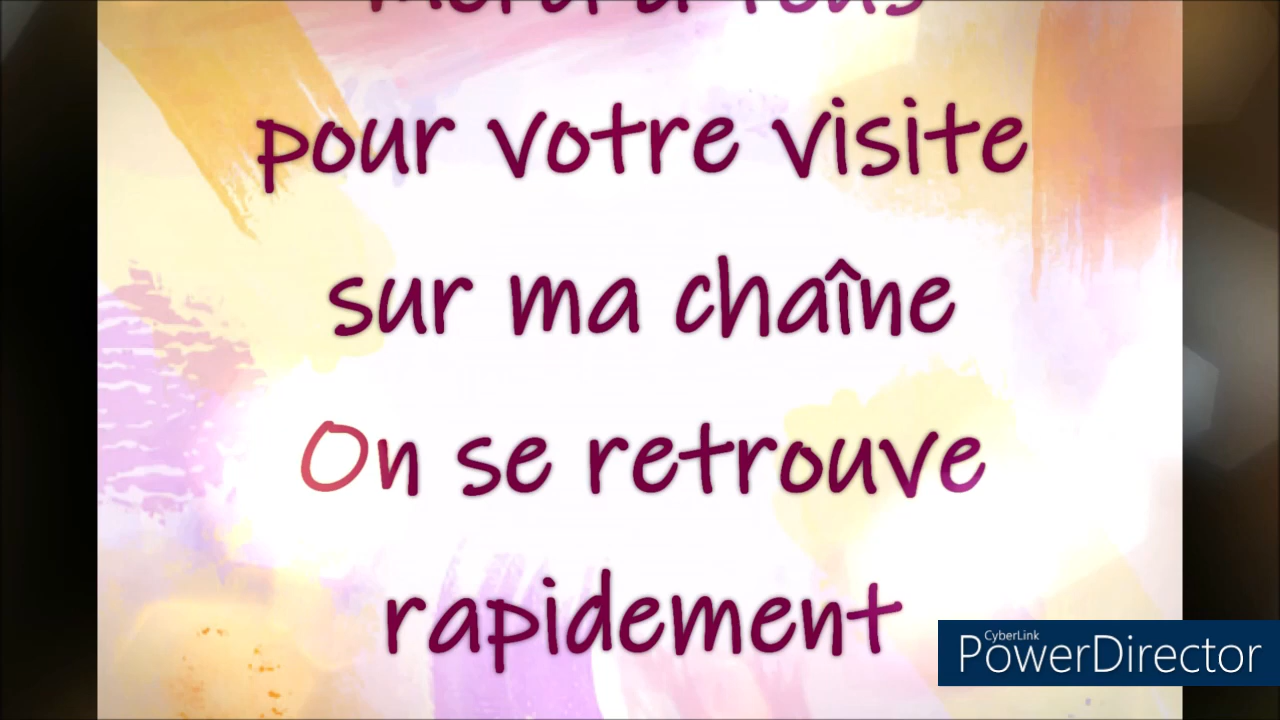 pour votre visite
sur ma chaîne
On se retrouve
rapidement
CyberLink
PowerDirector